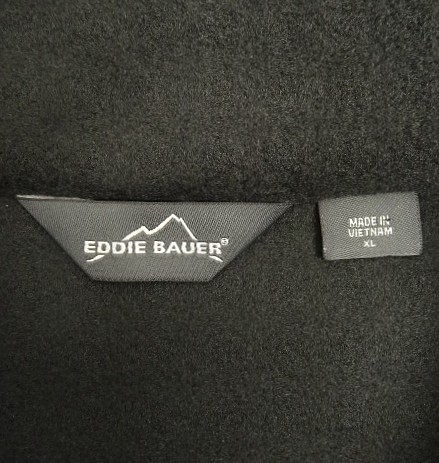 EDDIE BAUER®
MADE IN
VIETNAM
XL